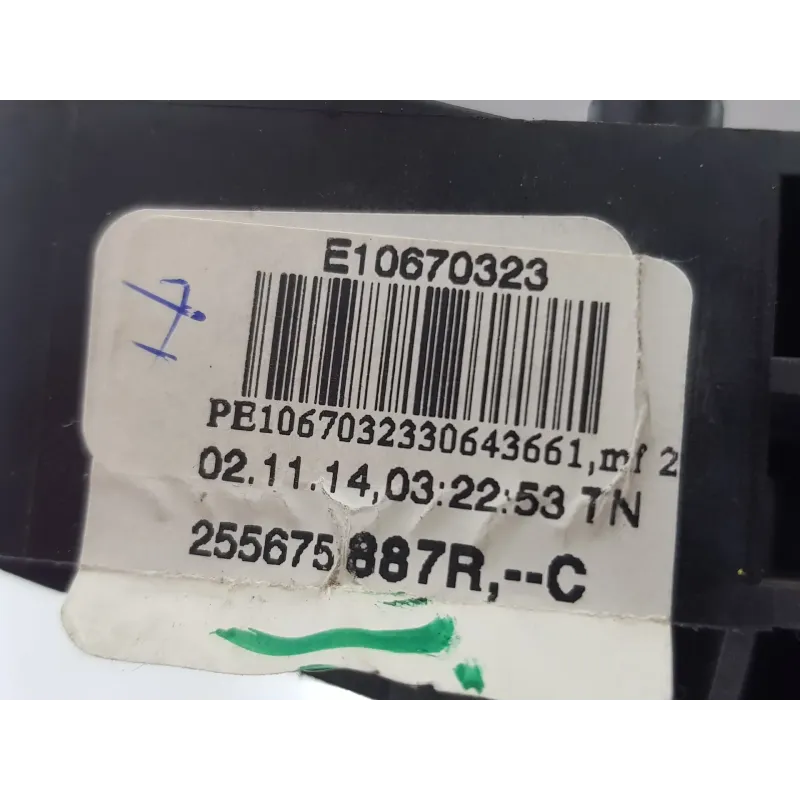 E10670323
PE1067032330643661,mf 2
02.11.14,03:22:53 TN
255675887R,--C